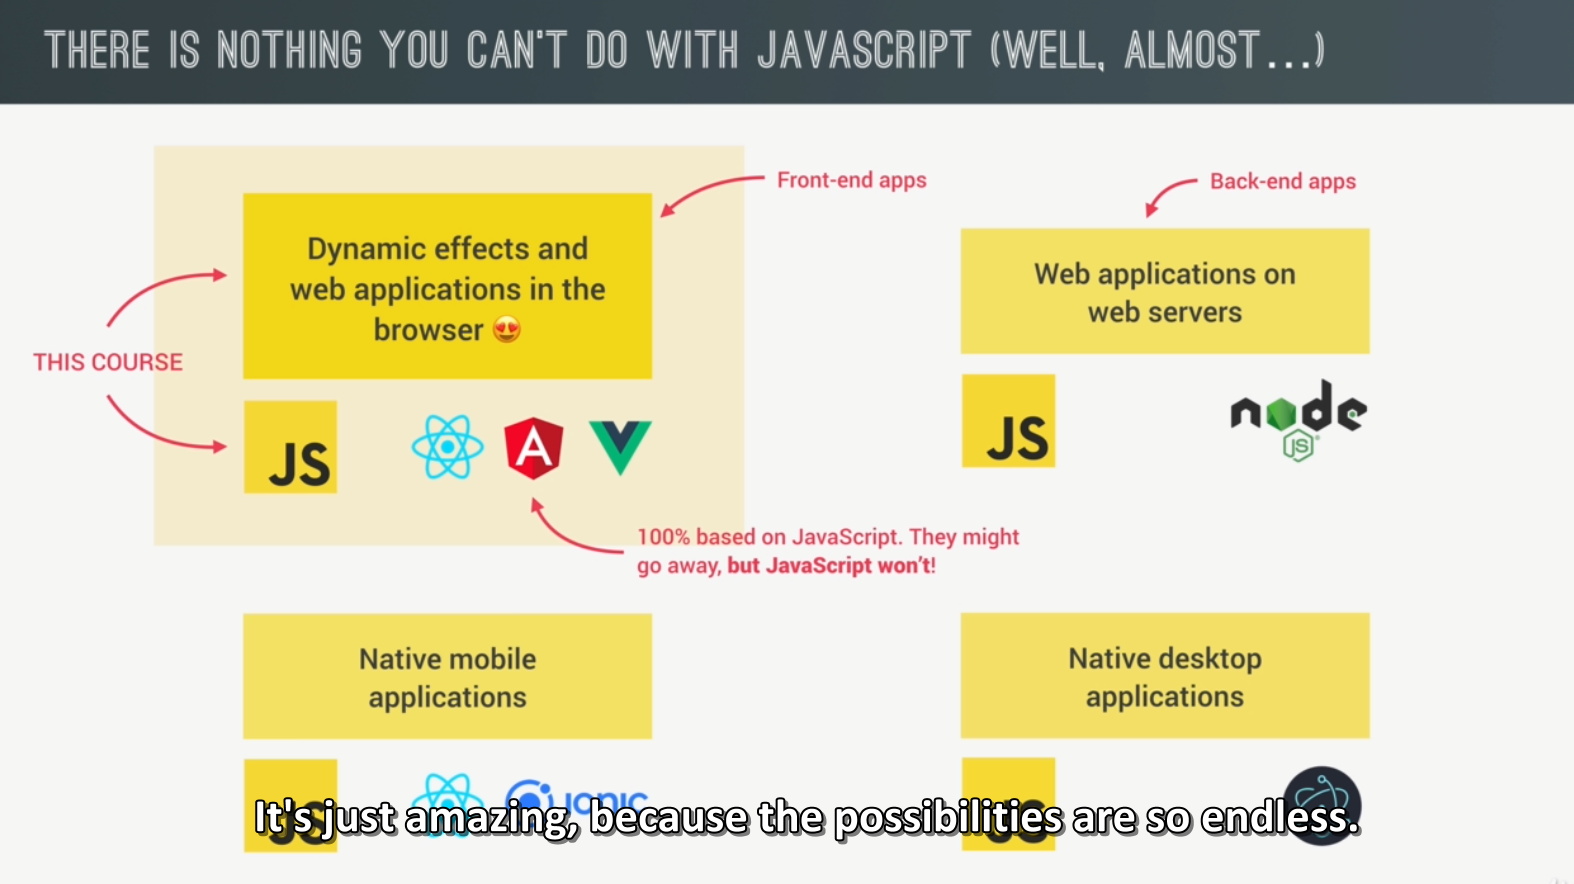 THERE IS NOTHING YOU CAN'T DO WITH JAVASCRIPT (WELL, ALMOST...)
Front-end apps
Back-end apps
Dynamic effects and
web applications in the
browser 😍
Web applications on
web servers
THIS COURSE
JS
A
JS
node
JS
100% based on JavaScript. They might
go away, but JavaScript won't!
Native mobile
applications
Native desktop
applications
JS
ionic
JS
It's just amazing, because the possibilities are so endless.